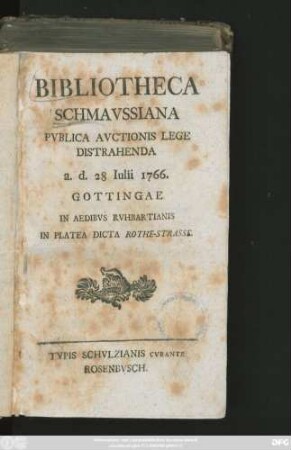 BIBLIOTHECA
SCHMAVSSIANA
PVBLICA AVCTIONIS LEGE
DISTRAHENDA
a. d. 28 Iulii 1766.
GOTTINGAE
IN AEDIBVS RVHBARTIANIS
IN PLATEA DICTA ROTHE-STRASSE.
TYPIS SCHVLZIANIS CVRANTE
ROSENBVSCH.